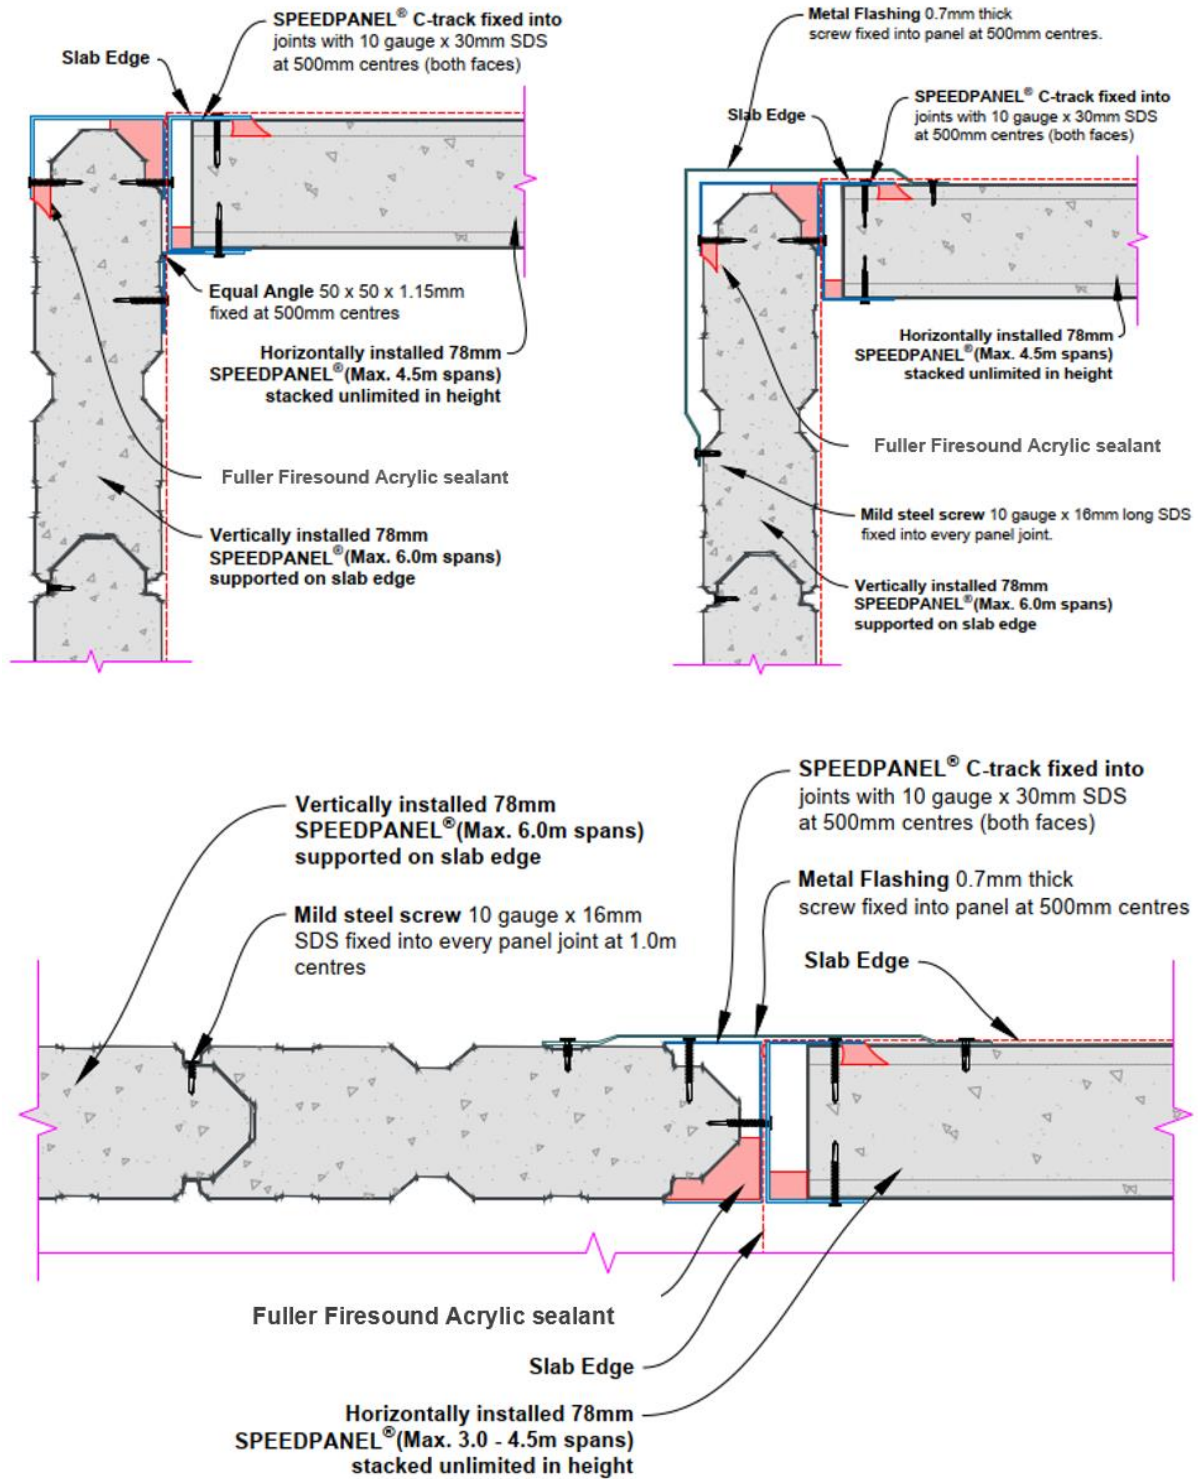 SPEEDPANEL® C-track fixed into
joints with 10 gauge x 30mm SDS
at 500mm centres (both faces)
Slab Edge
Equal Angle 50 x 50 x 1.15mm
fixed at 500mm centres
Horizontally installed 78mm
SPEEDPANEL®(Max. 4.5m spans)
stacked unlimited in height
Fuller Firesound Acrylic sealant
Vertically installed 78mm
SPEEDPANEL®(Max. 6.0m spans)
supported on slab edge
Metal Flashing 0.7mm thick
screw fixed into panel at 500mm centres.
SPEEDPANEL® C-track fixed into
joints with 10 gauge x 30mm SDS
at 500mm centres (both faces)
Slab Edge
Horizontally installed 78mm
SPEEDPANEL®(Max. 4.5m spans)
stacked unlimited in height
Fuller Firesound Acrylic sealant
Mild steel screw 10 gauge x 16mm long SDS
fixed into every panel joint.
Vertically installed 78mm
SPEEDPANEL®(Max. 6.0m spans)
supported on slab edge
Vertically installed 78mm
SPEEDPANEL®(Max. 6.0m spans)
supported on slab edge
Mild steel screw 10 gauge x 16mm
SDS fixed into every panel joint at 1.0m
centres
SPEEDPANEL® C-track fixed into
joints with 10 gauge x 30mm SDS
at 500mm centres (both faces)
Metal Flashing 0.7mm thick
screw fixed into panel at 500mm centres
Slab Edge
Fuller Firesound Acrylic sealant
Slab Edge
Horizontally installed 78mm
SPEEDPANEL®(Max. 3.0 - 4.5m spans)
stacked unlimited in height